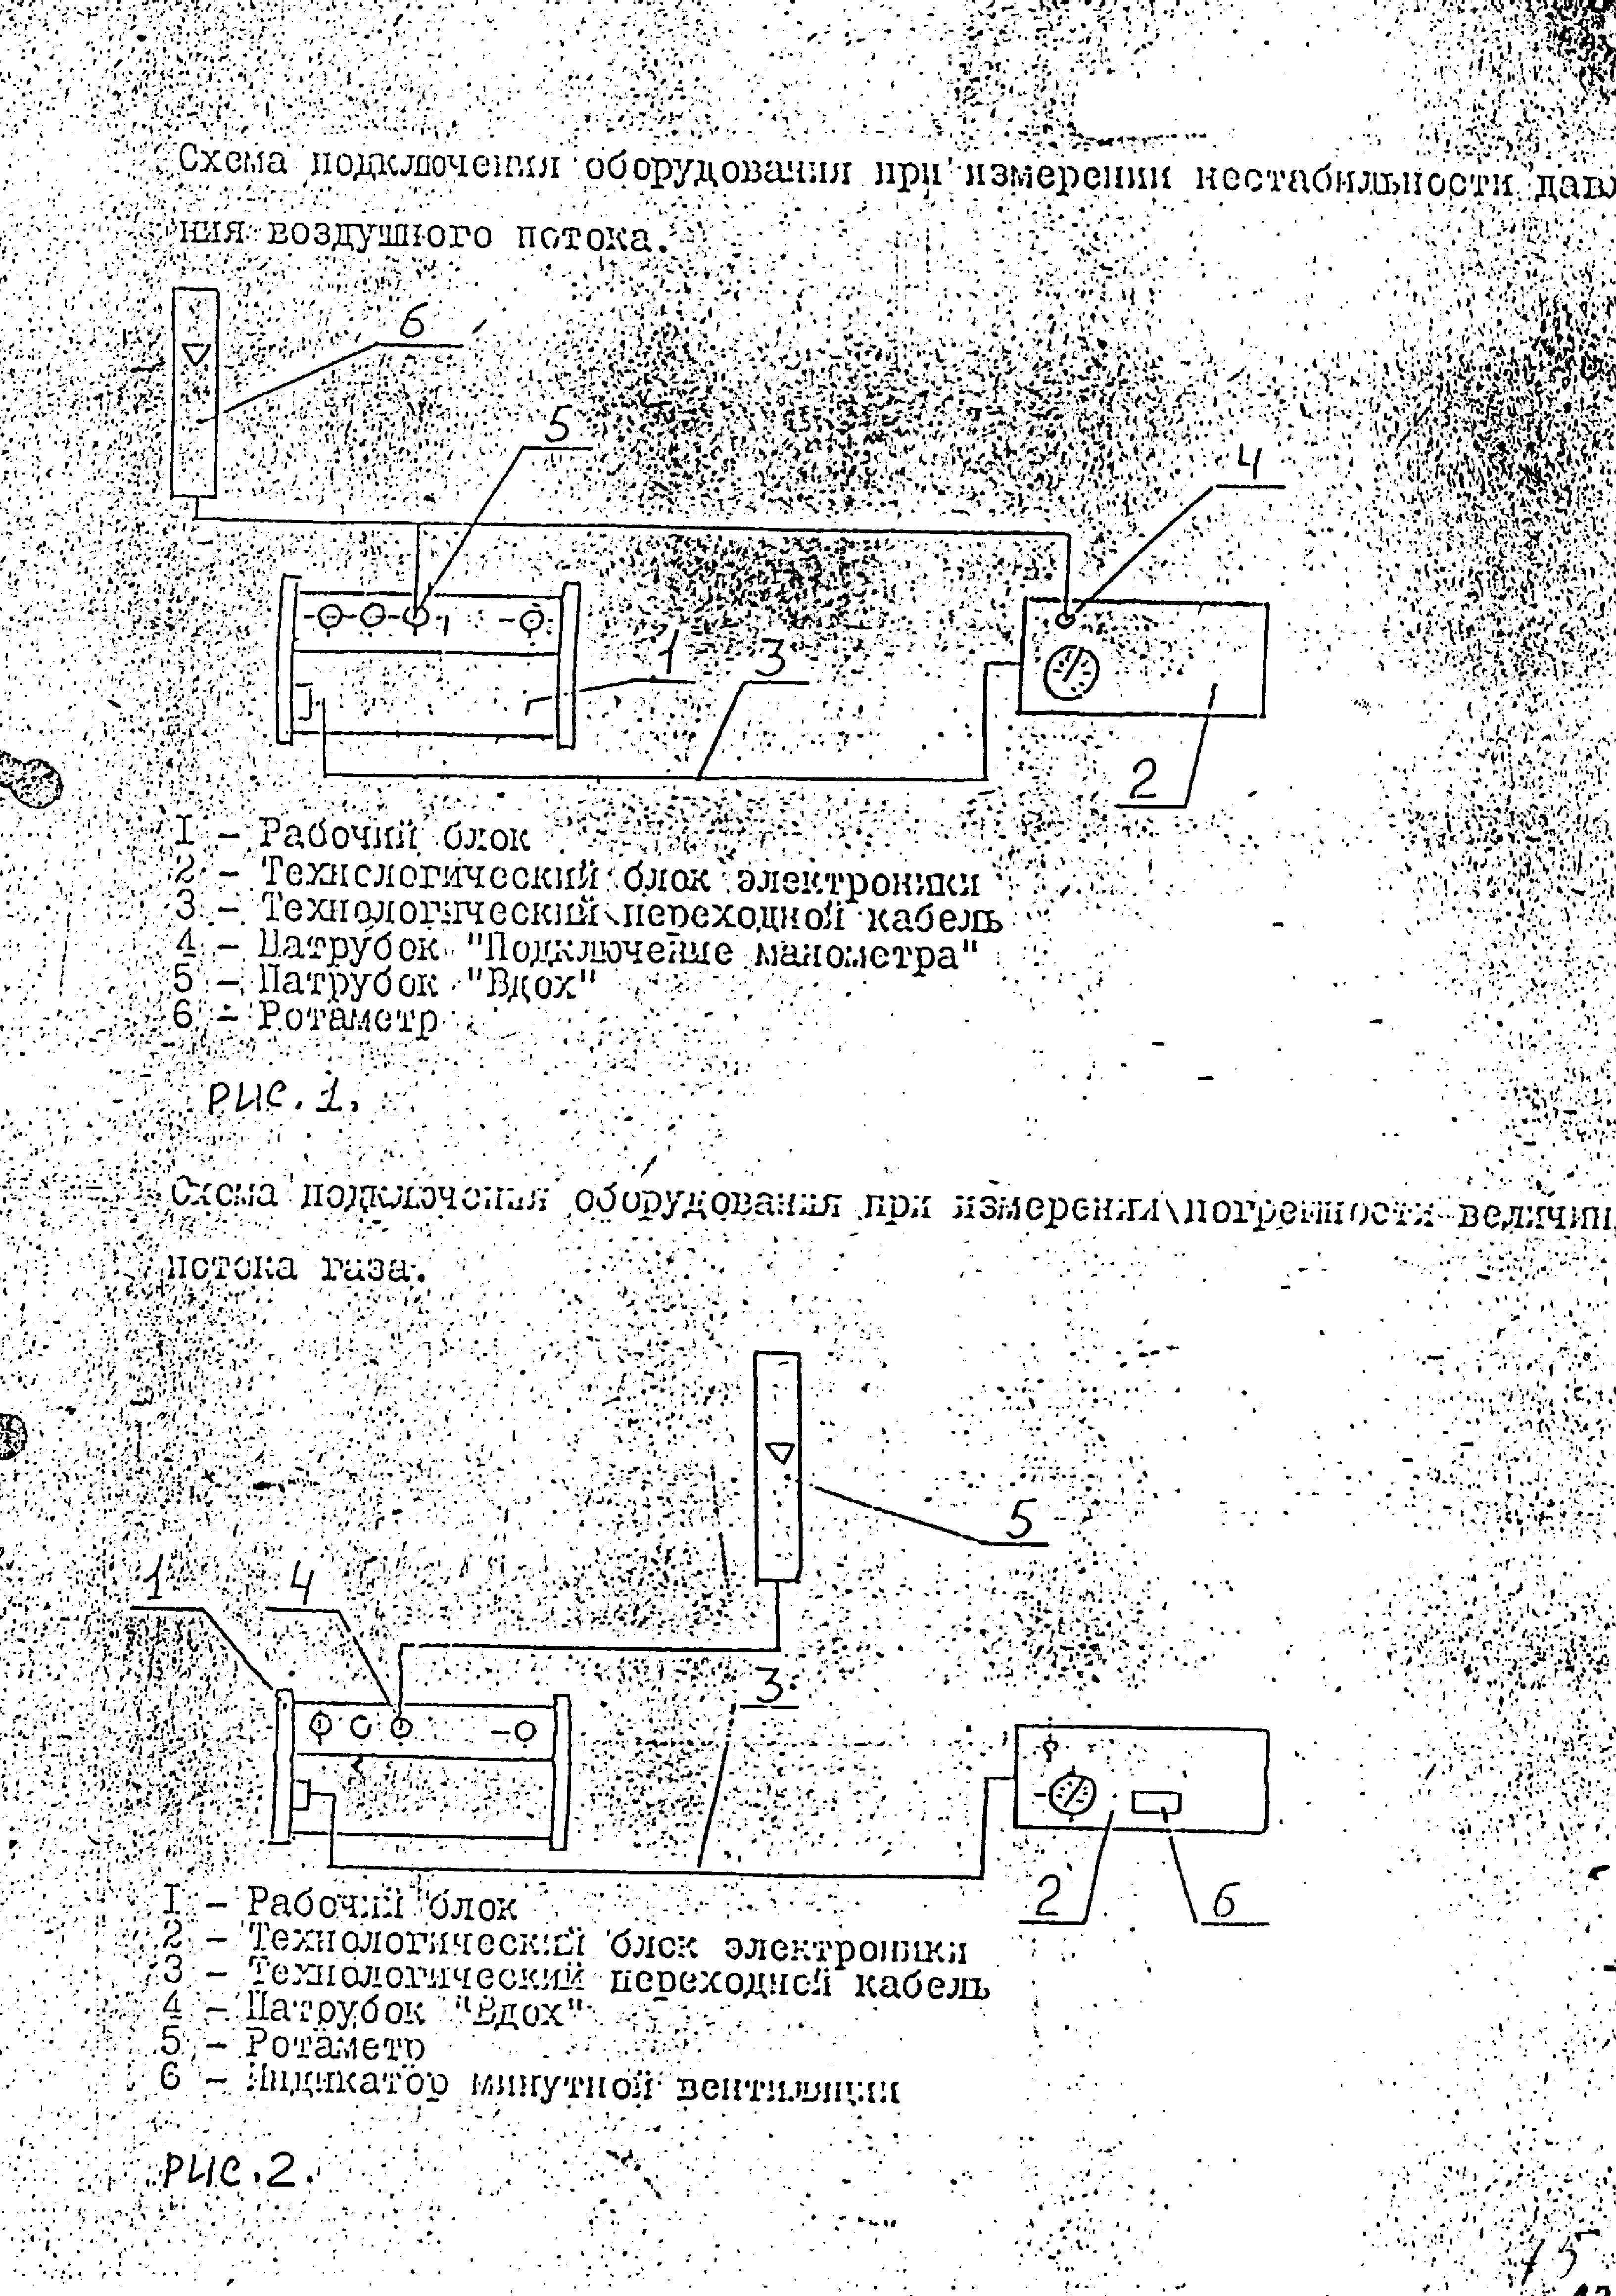 Схема подключения оборудования при измерении нестабильности давл
ния воздушного потока.
6
5
4
1
3
2
I - Рабочий блок
2 - Технологический блок электроники
3 - Технологический переходной кабель
4 - Патрубок "Подключение манометра"
5 - Патрубок "Вдох"
6 - Ротаметр
РИС. 1.
Схема подключения оборудования при измерении погрешности величин
потока газа.
5
1
4
3
2
6
I - Рабочий блок
2 - Технологический блок электроники
3 - Технологический переходной кабель
4 - Патрубок "Вдох"
5 - Ротаметр
6 - Индикатор минутной вентиляции
РИС. 2.
15